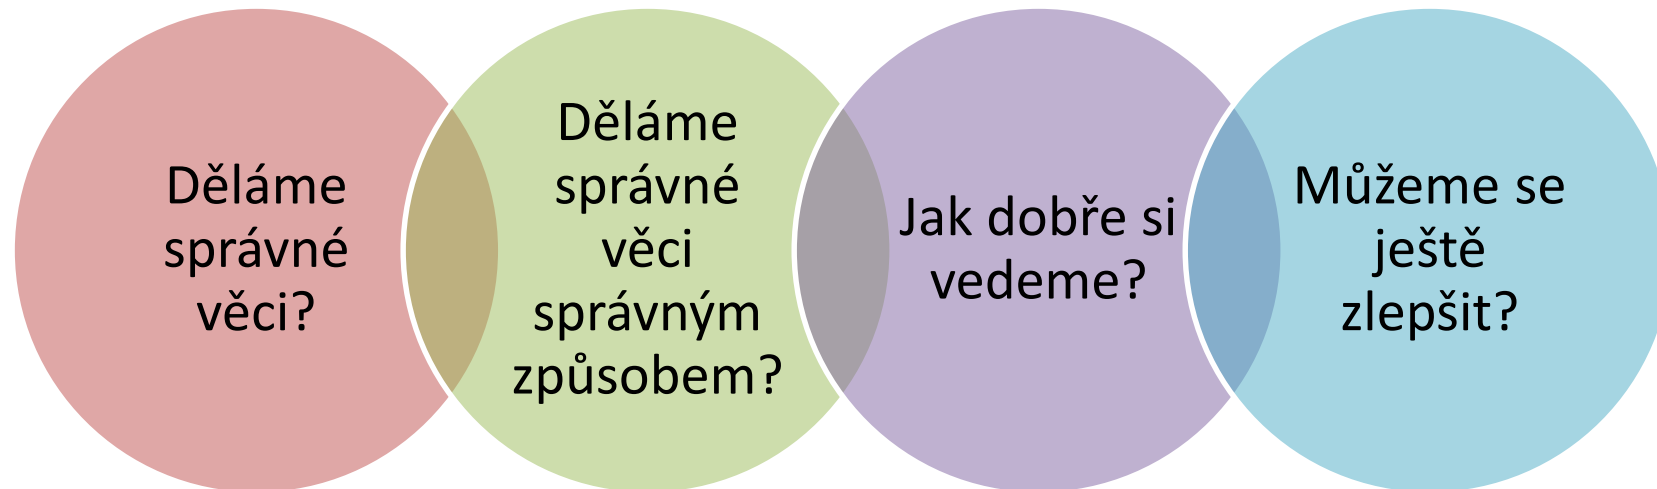 Děláme
správné
věci?
Děláme
správné
věci
správným
způsobem?
Jak dobře si
vedeme?
Můžeme se
ještě
zlepšit?